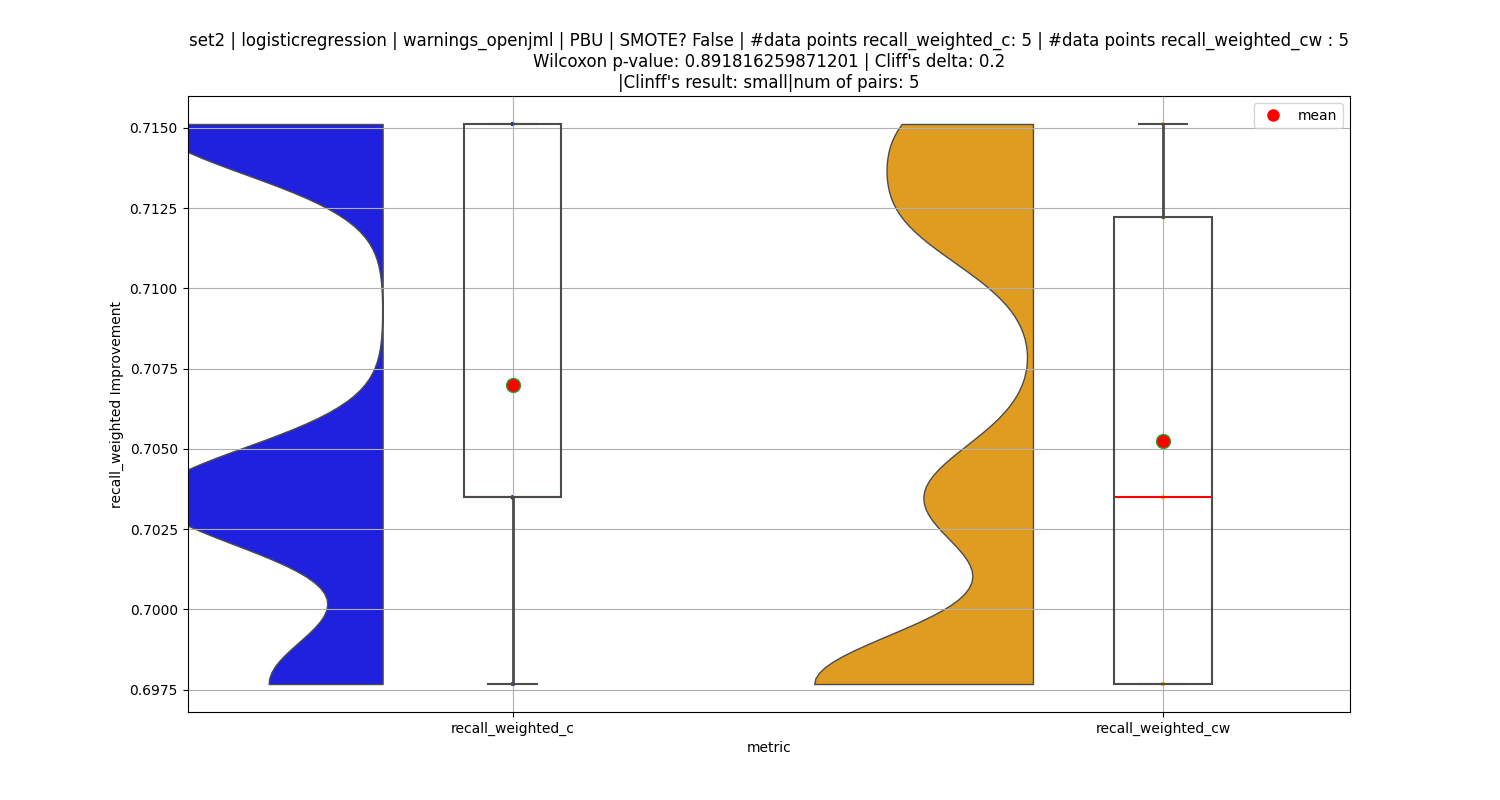 set2 | logisticregression | warnings_openjml | PBU | SMOTE? False | #data points recall_weighted_c: 5 | #data points recall_weighted_cw : 5
Wilcoxon p-value: 0.891816259871201 | Cliff's delta: 0.2
|Clinff's result: small|num of pairs: 5
mean
0.7150
0.7125
0.7100
0.7075
0.7050
0.7025
0.7000
0.6975
recall_weighted Improvement
recall_weighted_c
recall_weighted_cw
metric